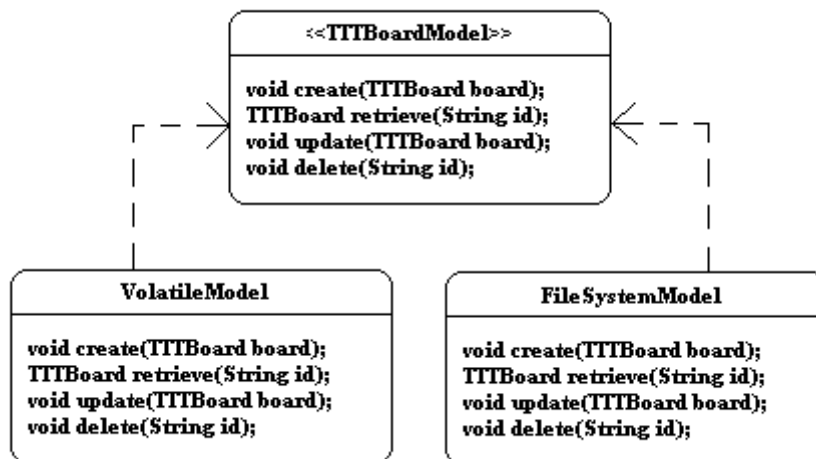 <<TTTBoardModel>>
void create(TTTBoard board);
TTTBoard retrieve(String id);
void update(TTTBoard board);
void delete(String id);
VolatileModel
void create(TTTBoard board);
TTTBoard retrieve(String id);
void update(TTTBoard board);
void delete(String id);
FileSystemModel
void create(TTTBoard board);
TTTBoard retrieve(String id);
void update(TTTBoard board);
void delete(String id);